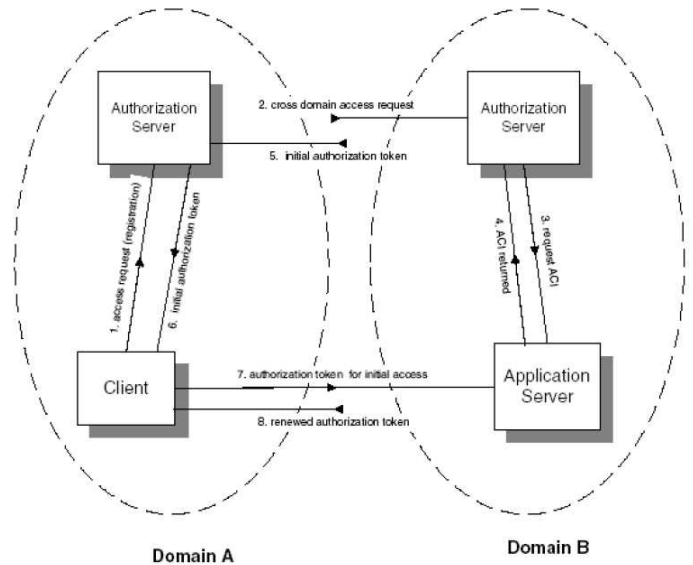 Authorization
Server
Authorization
Server
2. cross domain access request
5. initial authorization token
1. access request (registration)
6. initial authorization token
4. ACI returned
3. request ACI
Client
7. authorization token for initial access
8. renewed authorization token
Application
Server
Domain A
Domain B